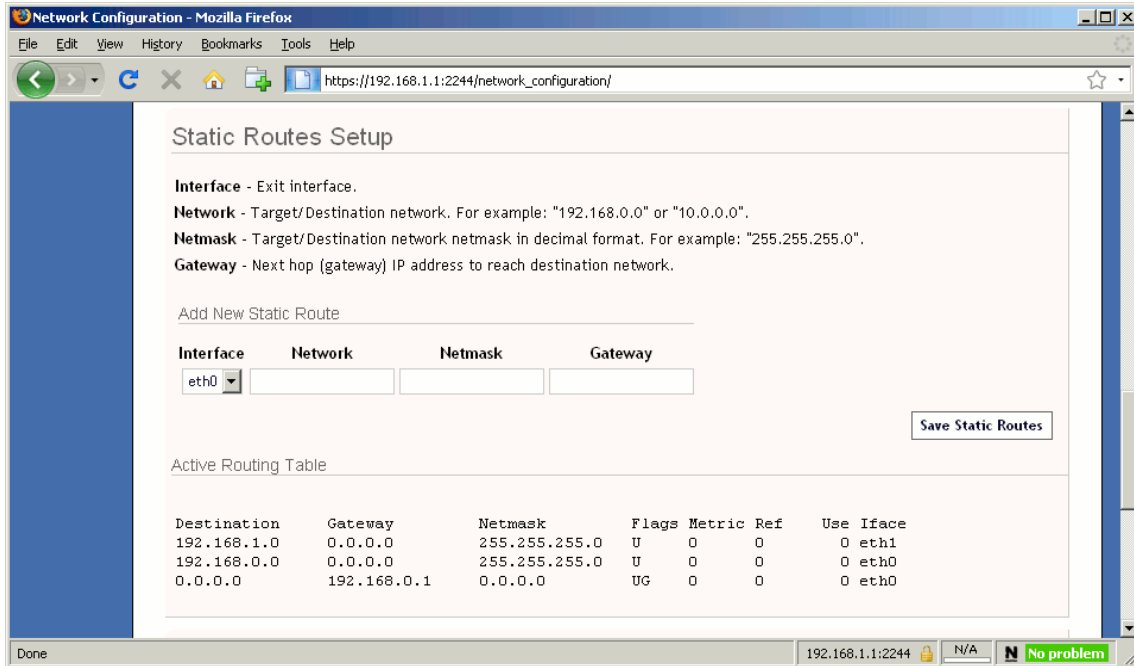 Network Configuration - Mozilla Firefox
File Edit View History Bookmarks Tools Help
https://192.168.1.1:2244/network_configuration/
Static Routes Setup
Interface - Exit interface.
Network - Target/Destination network. For example: "192.168.0.0" or "10.0.0.0".
Netmask - Target/Destination network netmask in decimal format. For example: "255.255.255.0".
Gateway - Next hop (gateway) IP address to reach destination network.
Add New Static Route
Interface Network Netmask Gateway
eth0
Save Static Routes
Active Routing Table
Destination Gateway Netmask Flags Metric Ref Use Iface
192.168.1.0 0.0.0.0 255.255.255.0 U 0 0 0 eth1
192.168.0.0 0.0.0.0 255.255.255.0 U 0 0 0 eth0
0.0.0.0 192.168.0.1 0.0.0.0 UG 0 0 0 eth0
Done 192.168.1.1:2244 N/A N No problem